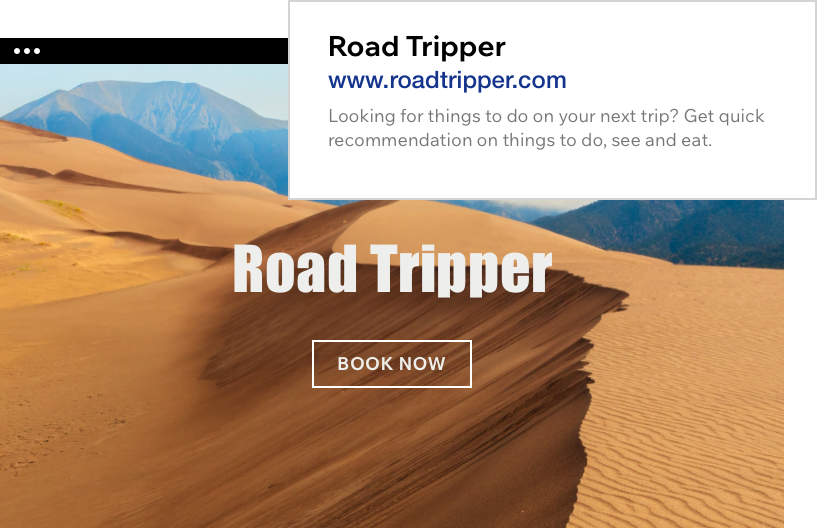 Road Tripper
www.roadtripper.com
Looking for things to do on your next trip? Get quick
recommendation on things to do, see and eat.
Road Tripper
BOOK NOW